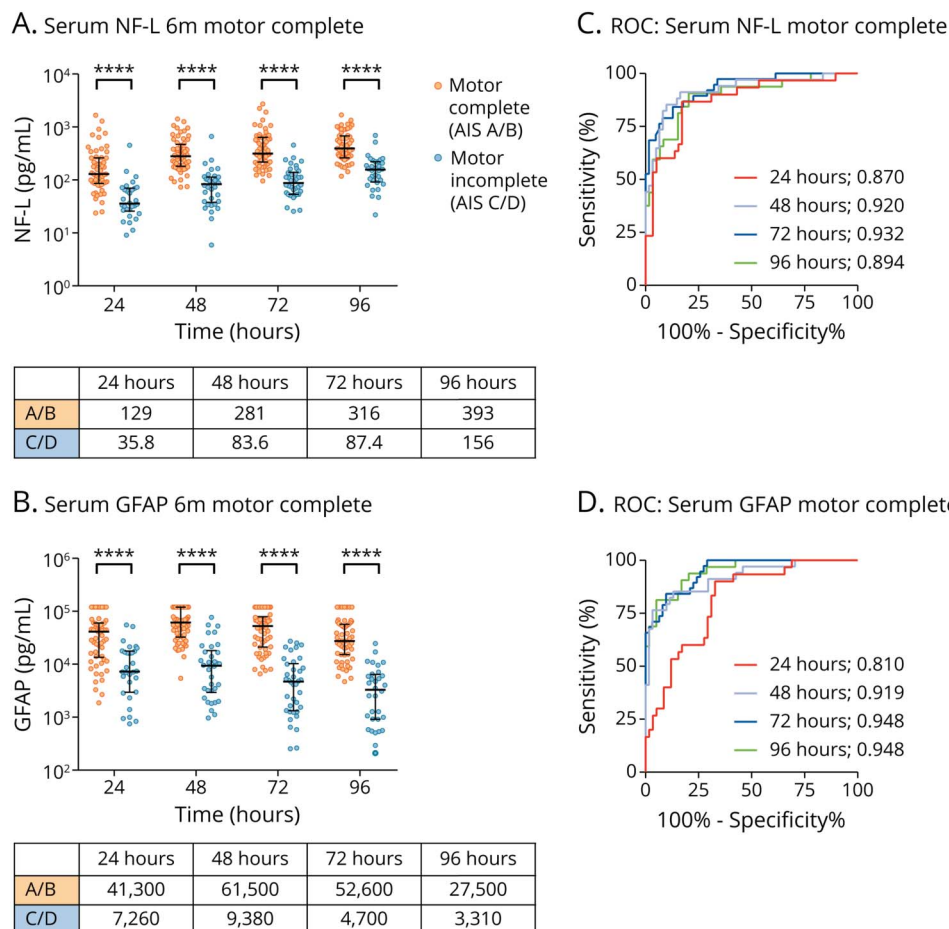 A. Serum NF-L 6m motor complete
**** **** **** ****
10⁴
10³
10²
10¹
10⁰
NF-L (pg/mL)
24 48 72 96
Time (hours)
Motor
complete
(AIS A/B)
Motor
incomplete
(AIS C/D)
24 hours 48 hours 72 hours 96 hours
A/B 129 281 316 393
C/D 35.8 83.6 87.4 156
C. ROC: Serum NF-L motor complete
100
75
50
25
0
Sensitivity (%)
24 hours; 0.870
48 hours; 0.920
72 hours; 0.932
96 hours; 0.894
0 25 50 75 100
100% - Specificity%
B. Serum GFAP 6m motor complete
**** **** **** ****
10⁶
10⁵
10⁴
10³
10²
GFAP (pg/mL)
24 48 72 96
Time (hours)
24 hours 48 hours 72 hours 96 hours
A/B 41,300 61,500 52,600 27,500
C/D 7,260 9,380 4,700 3,310
D. ROC: Serum GFAP motor complete
100
75
50
25
0
Sensitivity (%)
24 hours; 0.810
48 hours; 0.919
72 hours; 0.948
96 hours; 0.948
0 25 50 75 100
100% - Specificity%